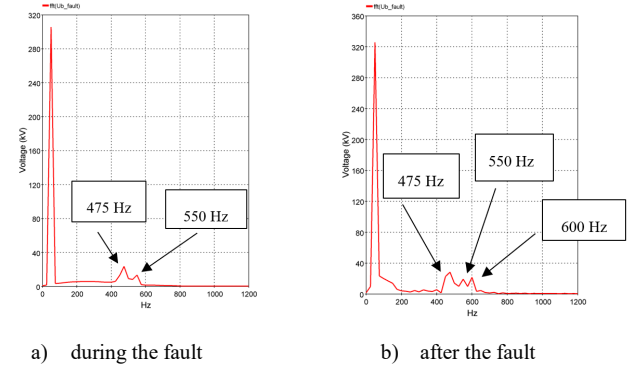 fft(Ub_fault)
320
280
240
200
160
120
80
40
0
Voltage (kV)
475 Hz
550 Hz
0 200 400 600 800 1000 1200
Hz
a) during the fault
fft(Ub_fault)
360
320
280
240
200
160
120
80
40
0
Voltage (kV)
475 Hz
550 Hz
600 Hz
0 200 400 600 800 1000 1200
Hz
b) after the fault